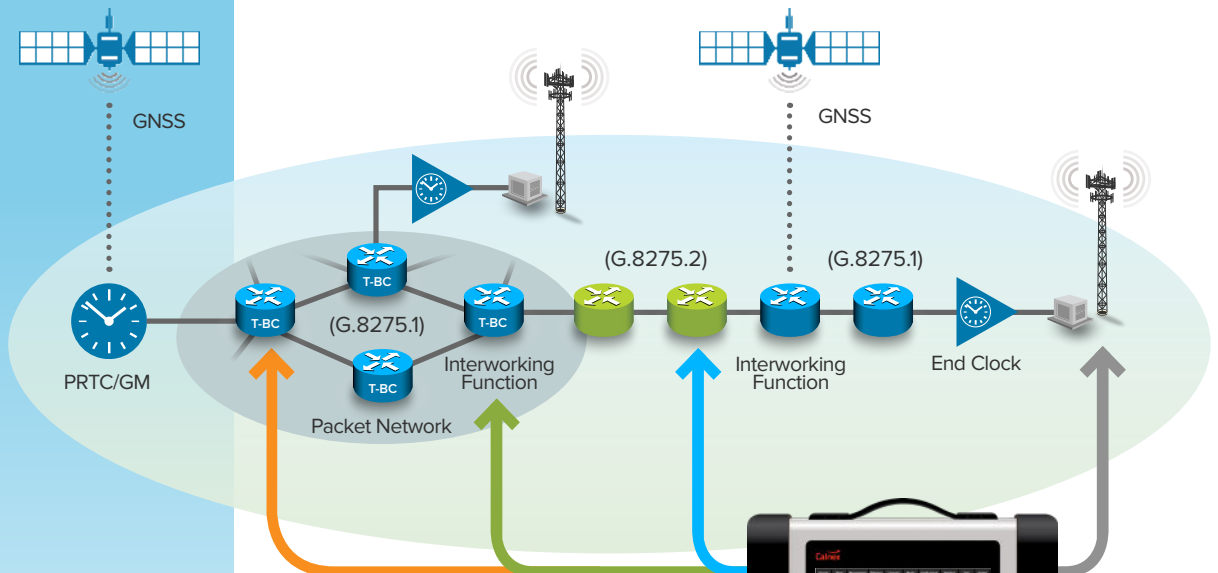 GNSS
GNSS
(G.8275.2)
(G.8275.1)
T-BC
T-BC
(G.8275.1)
T-BC
T-BC
PRTC/GM
Interworking
Function
Interworking
Function
End Clock
Packet Network
Calnex